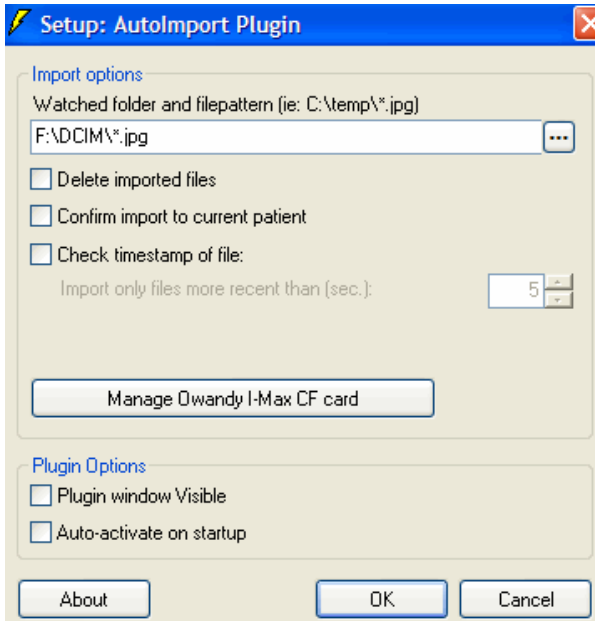 Setup: AutoImport Plugin
Import options
Watched folder and filepattern (ie: C:\temp\*.jpg)
F:\DCIM\*.jpg
...
Delete imported files
Confirm import to current patient
Check timestamp of file:
Import only files more recent than (sec.): 5
Manage Owandy I-Max CF card
Plugin Options
Plugin window Visible
Auto-activate on startup
About OK Cancel